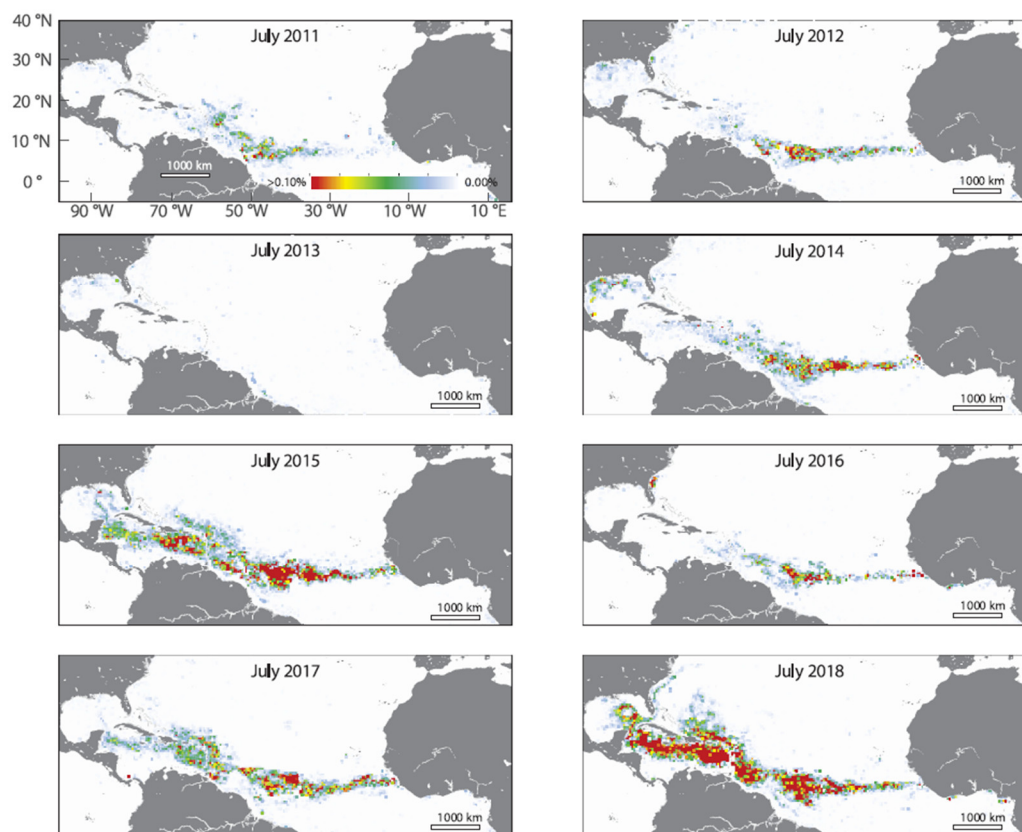 40 °N
30 °N
20 °N
10 °N
0 °
July 2011
1000 km
>0.10%
0.00%
90 °W
70 °W
50 °W
30 °W
10 °W
10 °E
July 2012
1000 km
July 2013
1000 km
July 2014
1000 km
July 2015
1000 km
July 2016
1000 km
July 2017
1000 km
July 2018
1000 km